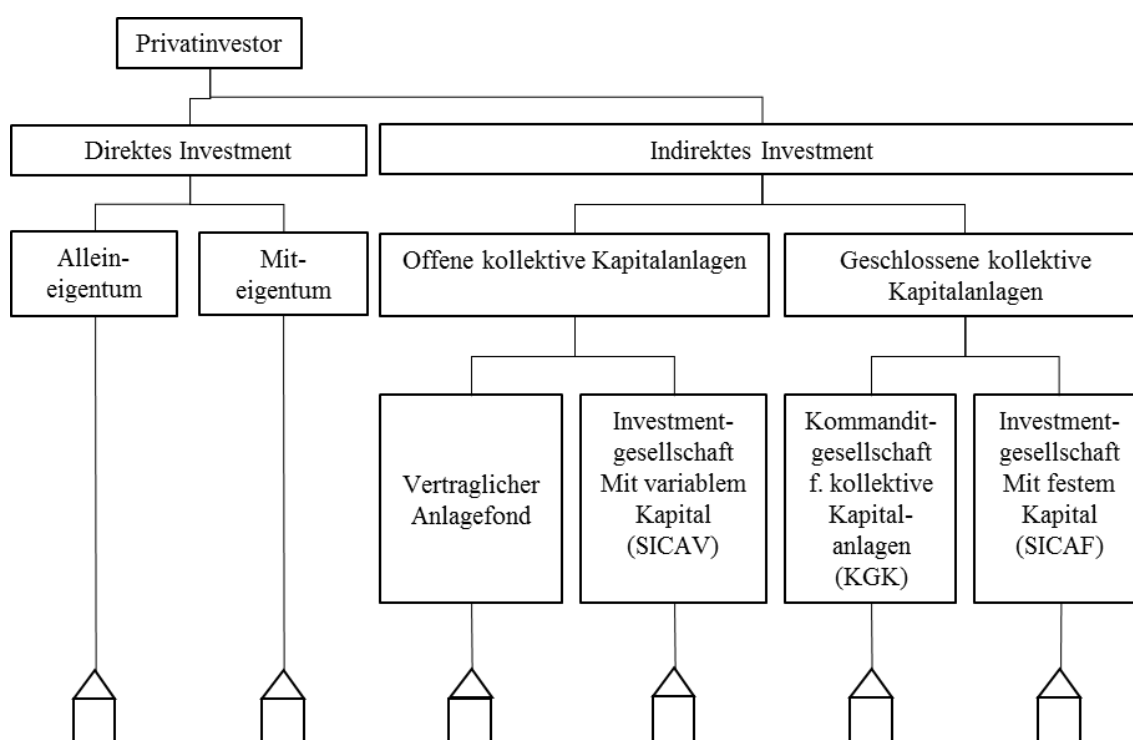 Privatinvestor
Direktes Investment
Indirektes Investment
Allein-
eigentum
Mit-
eigentum
Offene kollektive Kapitalanlagen
Geschlossene kollektive
Kapitalanlagen
Vertraglicher
Anlagefond
Investment-
gesellschaft
Mit variablem
Kapital
(SICAV)
Kommandit-
gesellschaft
f. kollektive
Kapital-
anlagen
(KGK)
Investment-
gesellschaft
Mit festem
Kapital
(SICAF)